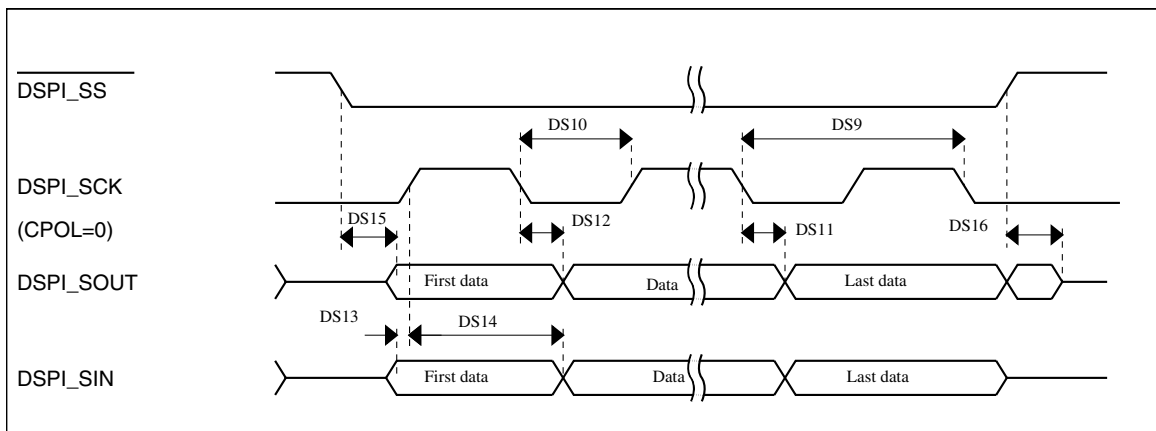 DSPI_SS
DS10
DS9
DSPI_SCK
(CPOL=0)
DS15
DS12
DS11
DS16
DSPI_SOUT
First data
Data
Last data
DS13
DS14
DSPI_SIN
First data
Data
Last data